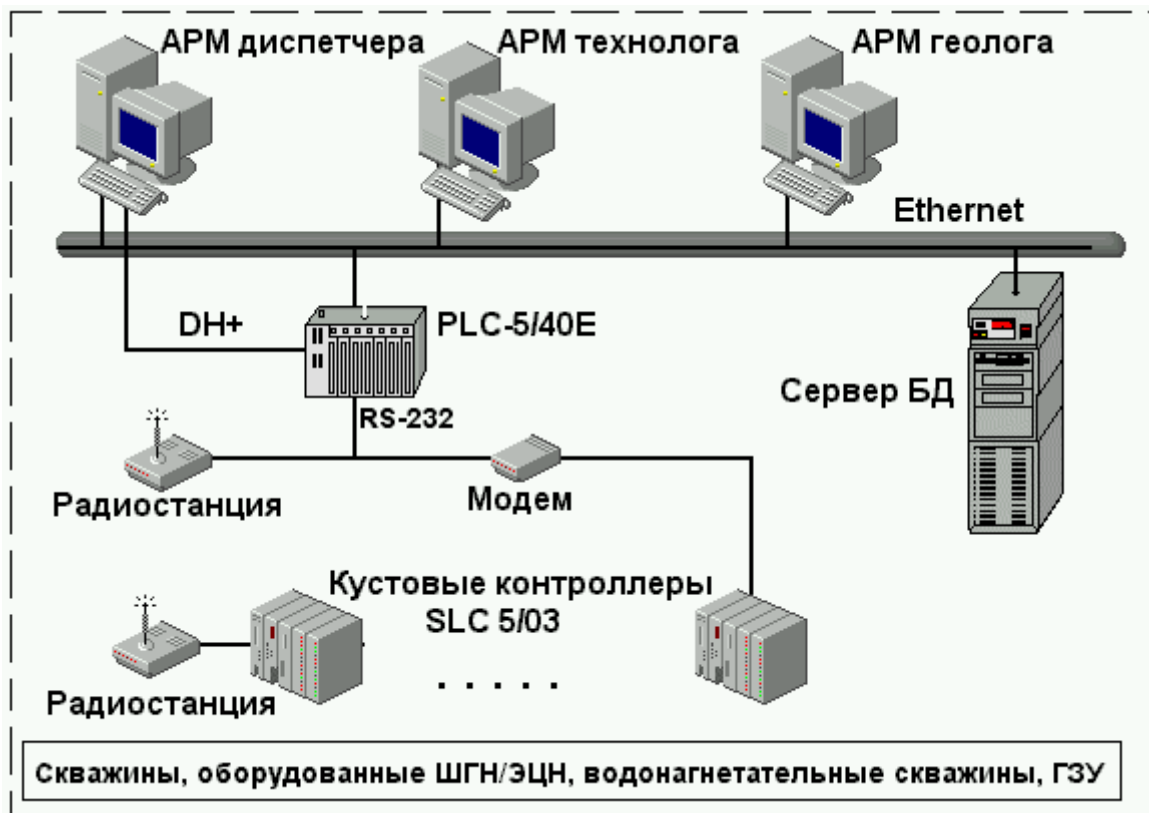 АРМ диспетчера
АРМ технолога
АРМ геолога
Ethernet
DH+
PLC-5/40E
Сервер БД
RS-232
Радиостанция
Модем
Кустовые контроллеры
SLC 5/03
. . . . .
Радиостанция
Скважины, оборудованные ШГН/ЭЦН, водонагнетательные скважины, ГЗУ